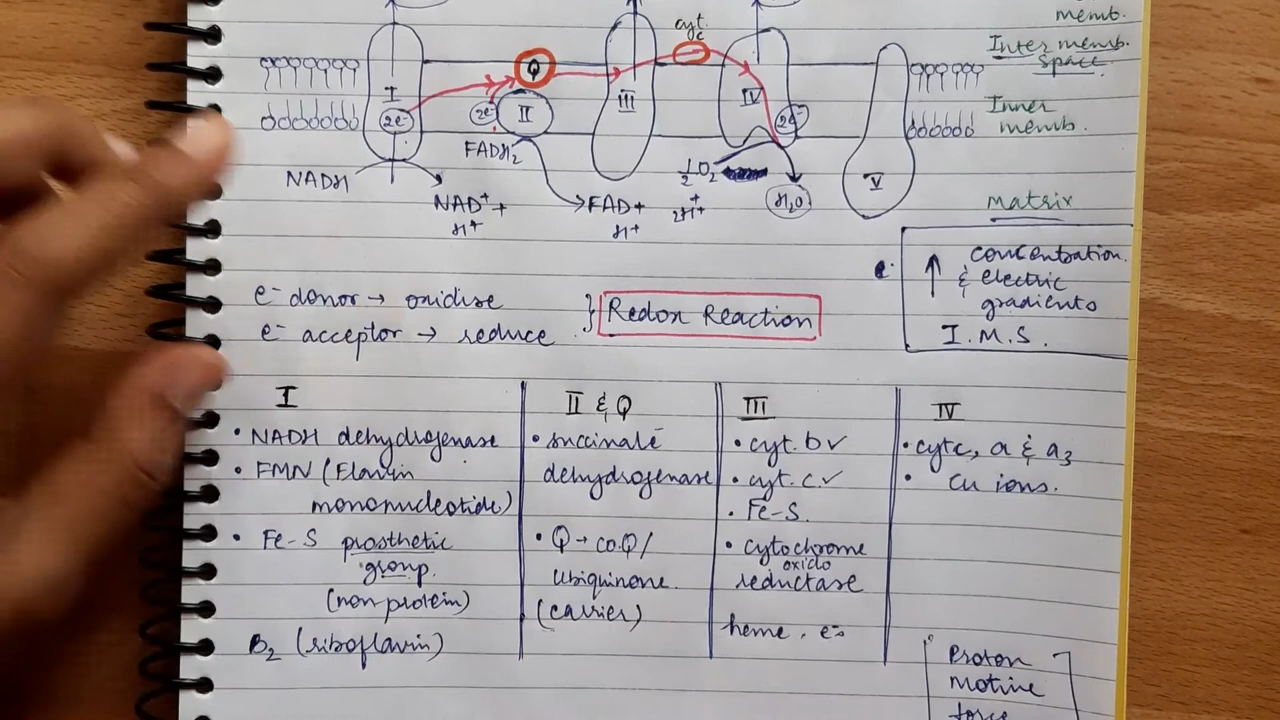 memb.
Inter memb.
space.
cyt.
c
Q
I
II
III
IV
V
2e-
2e-
2e-
Inner
memb.
FADH2
NADH
NAD+ +
H+
FAD+
H+
1/2O2
2H+
H2O
matrix
↑ concentration.
& electric
gradients
I.M.S.
e- donor → oxidise
e- acceptor → reduce
} Redox Reaction
I
• NADH dehydrogenase
• FMN (Flavin
mononucleotide)
• Fe-S prosthetic
group.
(non protein)
B2 (riboflavin)
II & Q
• succinate
dehydrogenase
• Q → CoQ/
ubiquinone.
(carrier)
III
• cyt. b ✓
• cyt. c. ✓
• Fe-S.
• cytochrome
oxido
reductase
heme. e-
IV
• cyt c, a & a3
• Cu ions.
Proton
Motive
force